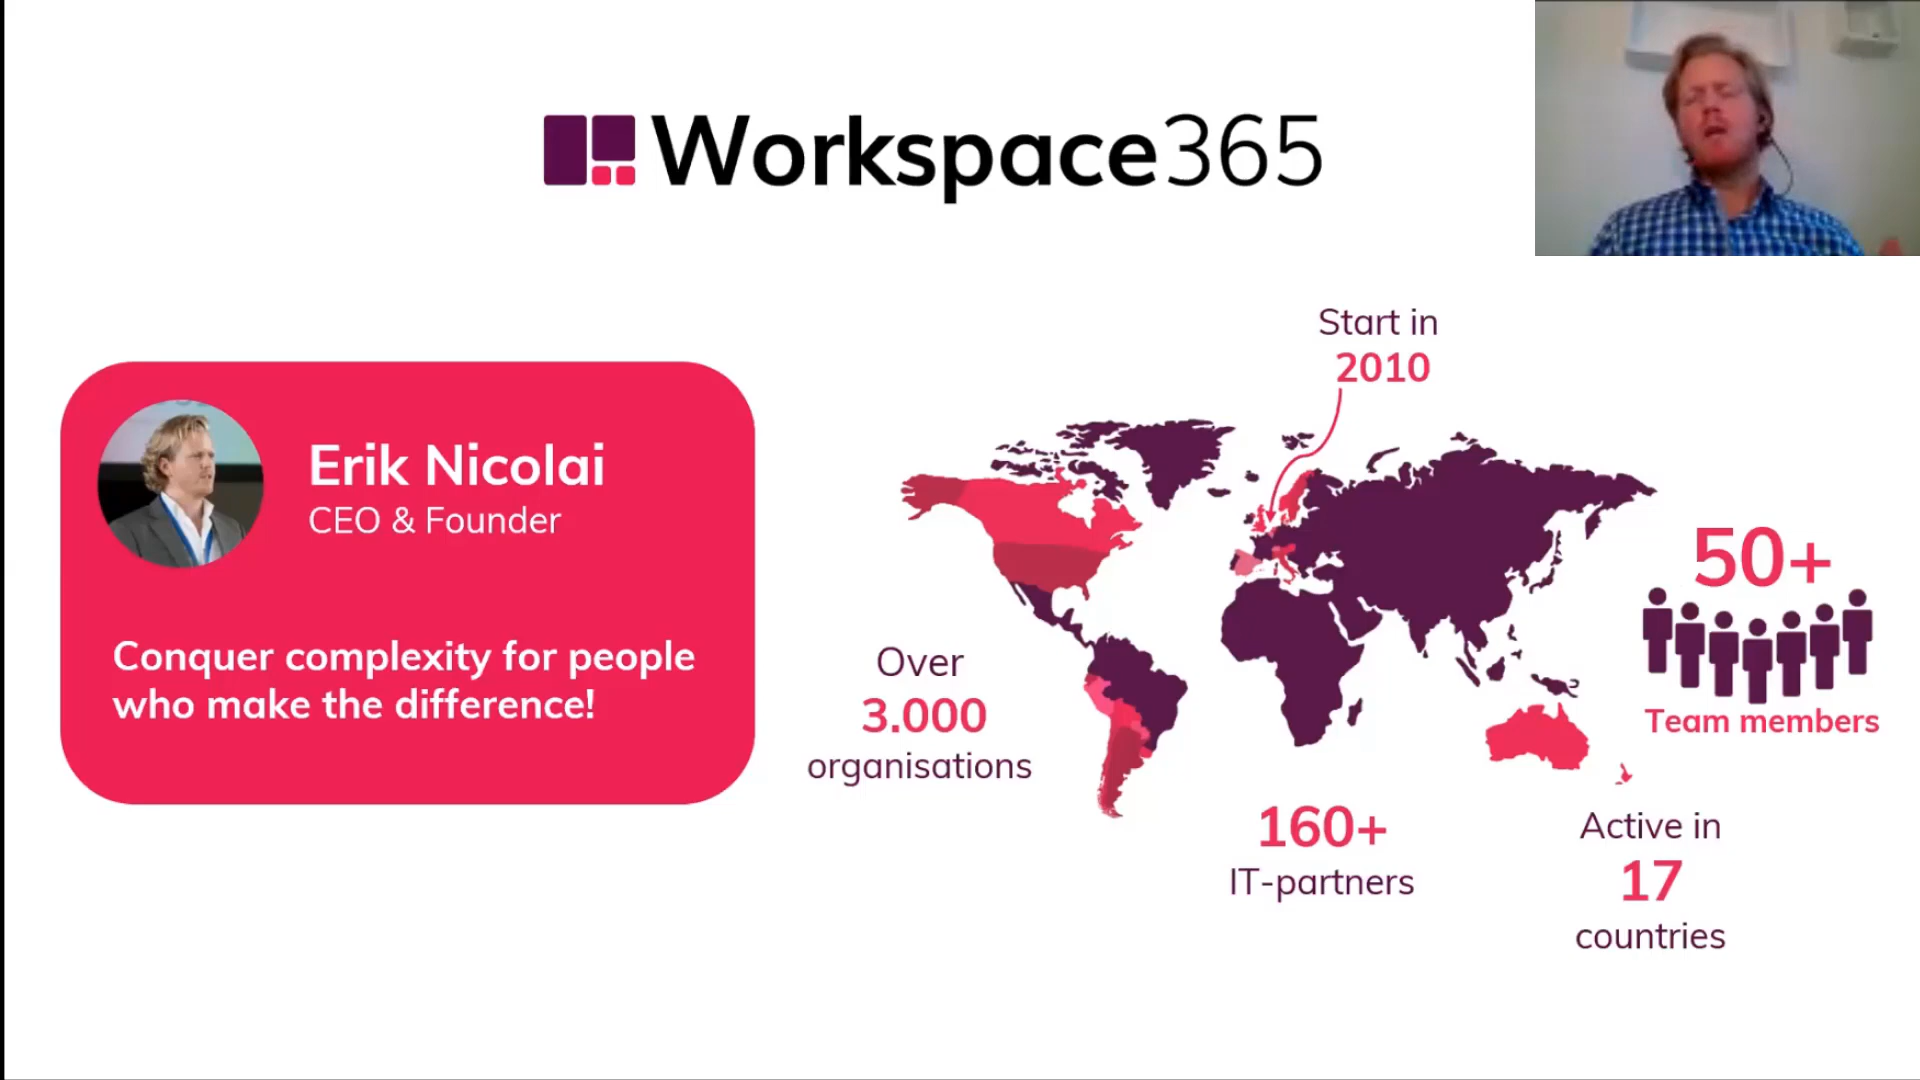 Workspace365
Erik Nicolai
CEO & Founder
Conquer complexity for people
who make the difference!
Start in
2010
Over
3.000
organisations
50+
Team members
160+
IT-partners
Active in
17
countries